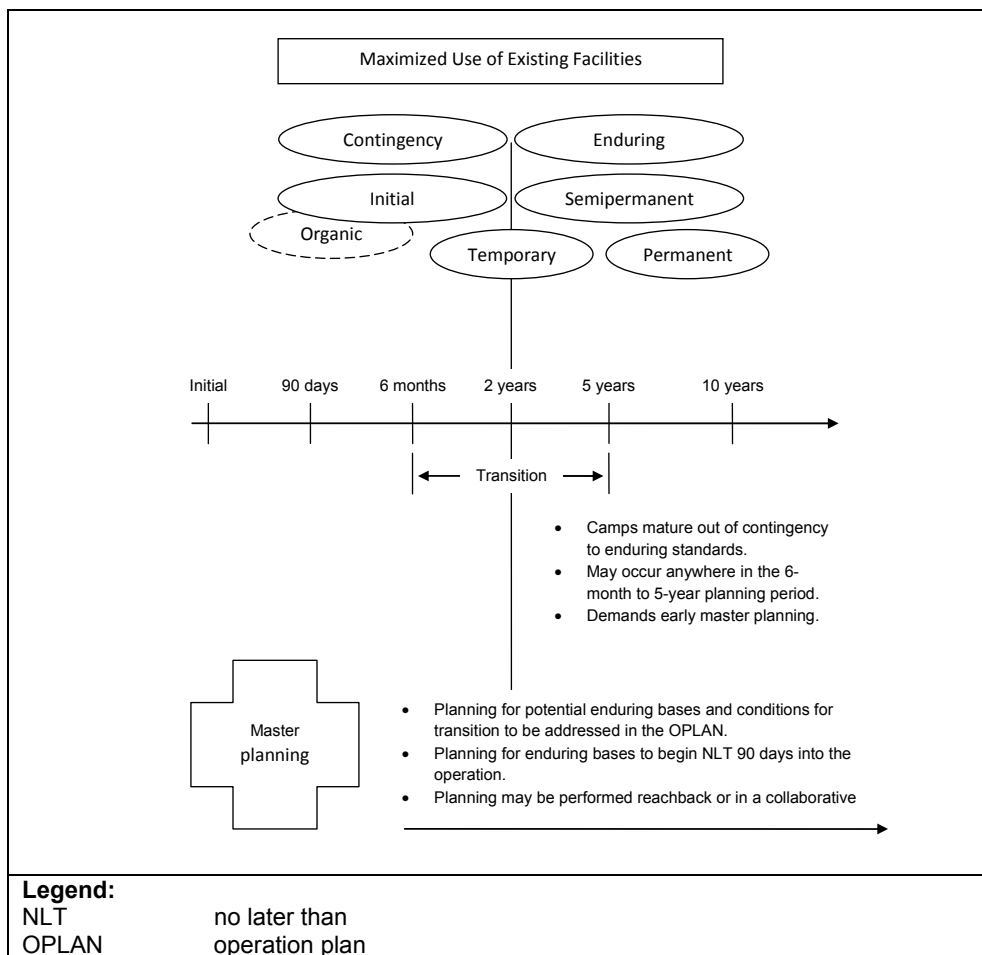 Maximized Use of Existing Facilities
Contingency
Enduring
Initial
Semipermanent
Organic
Temporary
Permanent
Initial
90 days
6 months
2 years
5 years
10 years
Transition
• Camps mature out of contingency
to enduring standards.
• May occur anywhere in the 6-
month to 5-year planning period.
• Demands early master planning.
Master
planning
• Planning for potential enduring bases and conditions for
transition to be addressed in the OPLAN.
• Planning for enduring bases to begin NLT 90 days into the
operation.
• Planning may be performed reachback or in a collaborative
Legend:
NLT no later than
OPLAN operation plan